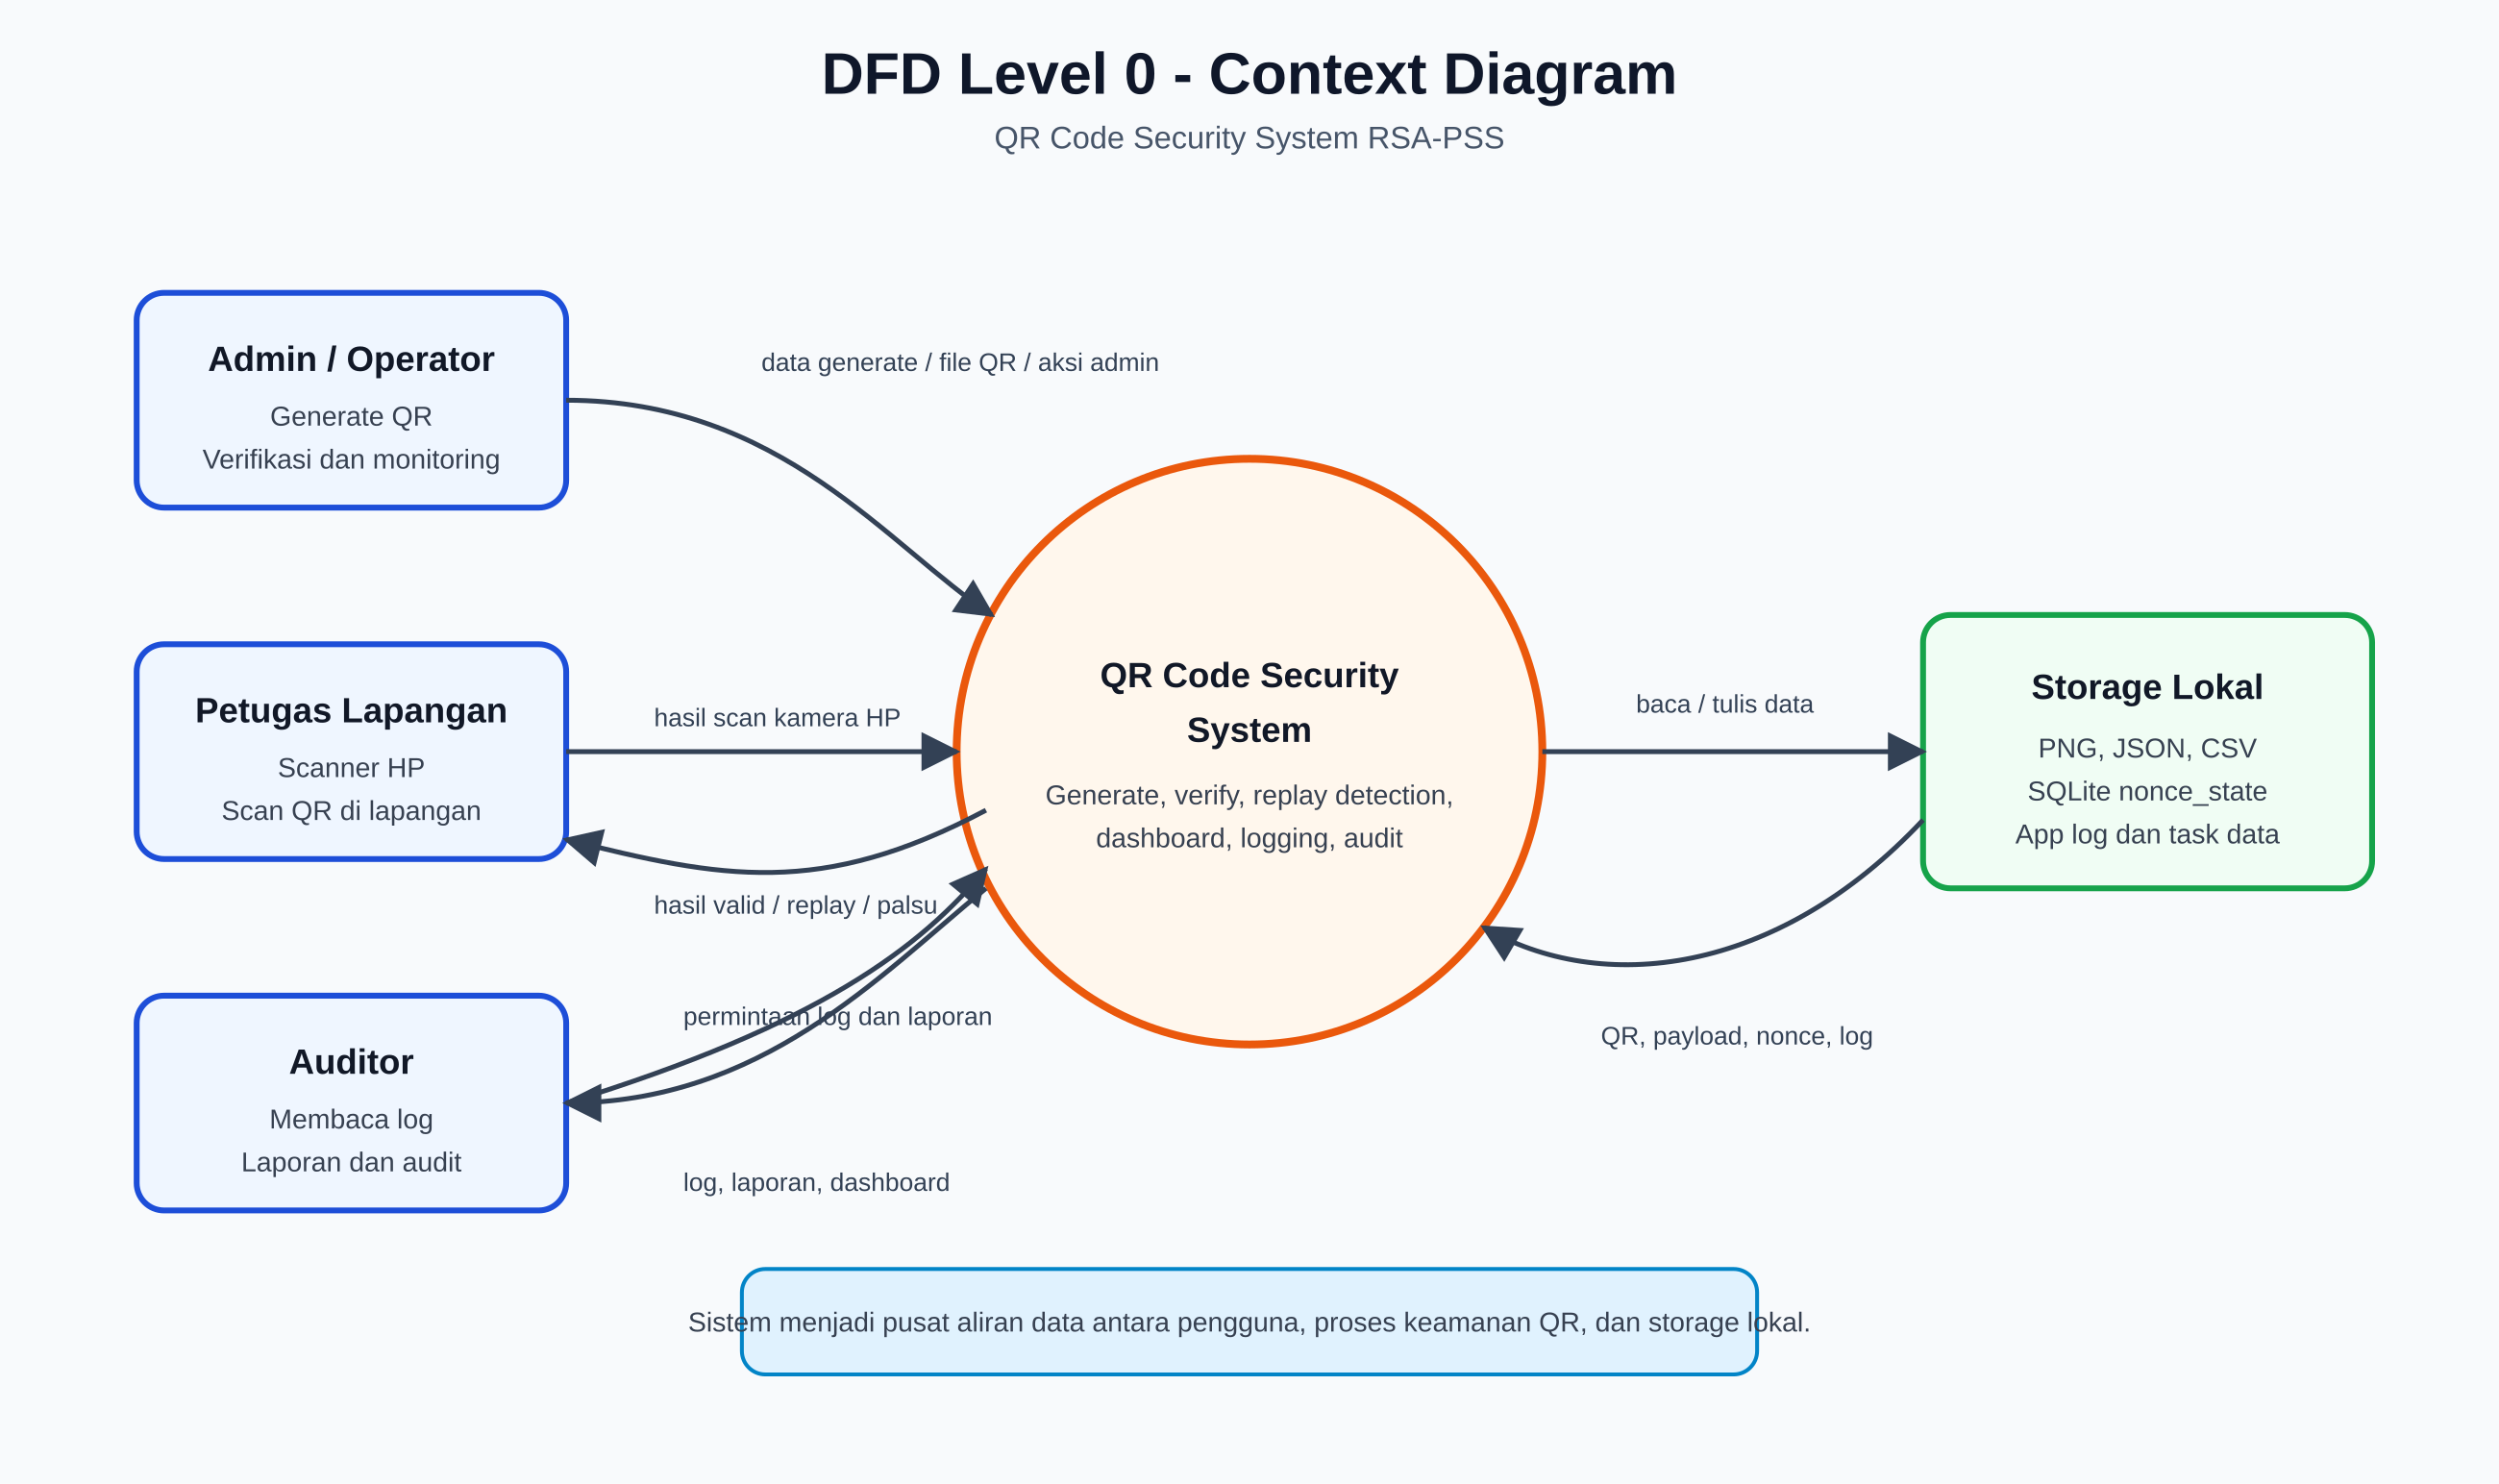 DFD Level 0 - Context Diagram
QR Code Security System RSA-PSS
Admin / Operator
Generate QR
Verifikasi dan monitoring
data generate / file QR / aksi admin
Petugas Lapangan
Scanner HP
Scan QR di lapangan
hasil scan kamera HP
hasil valid / replay / palsu
QR Code Security
System
Generate, verify, replay detection,
dashboard, logging, audit
baca / tulis data
Storage Lokal
PNG, JSON, CSV
SQLite nonce_state
App log dan task data
QR, payload, nonce, log
Auditor
Membaca log
Laporan dan audit
permintaan log dan laporan
log, laporan, dashboard
Sistem menjadi pusat aliran data antara pengguna, proses keamanan QR, dan storage lokal.